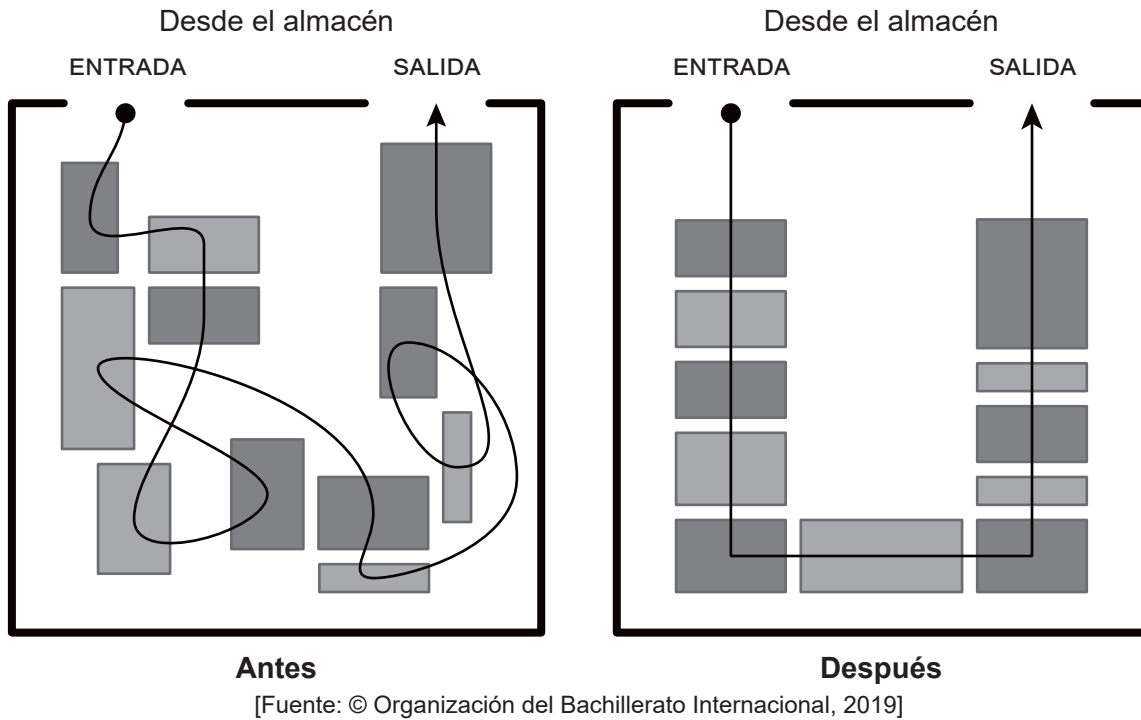 Desde el almacén
ENTRADA SALIDA
Antes
Desde el almacén
ENTRADA SALIDA
Después
[Fuente: © Organización del Bachillerato Internacional, 2019]